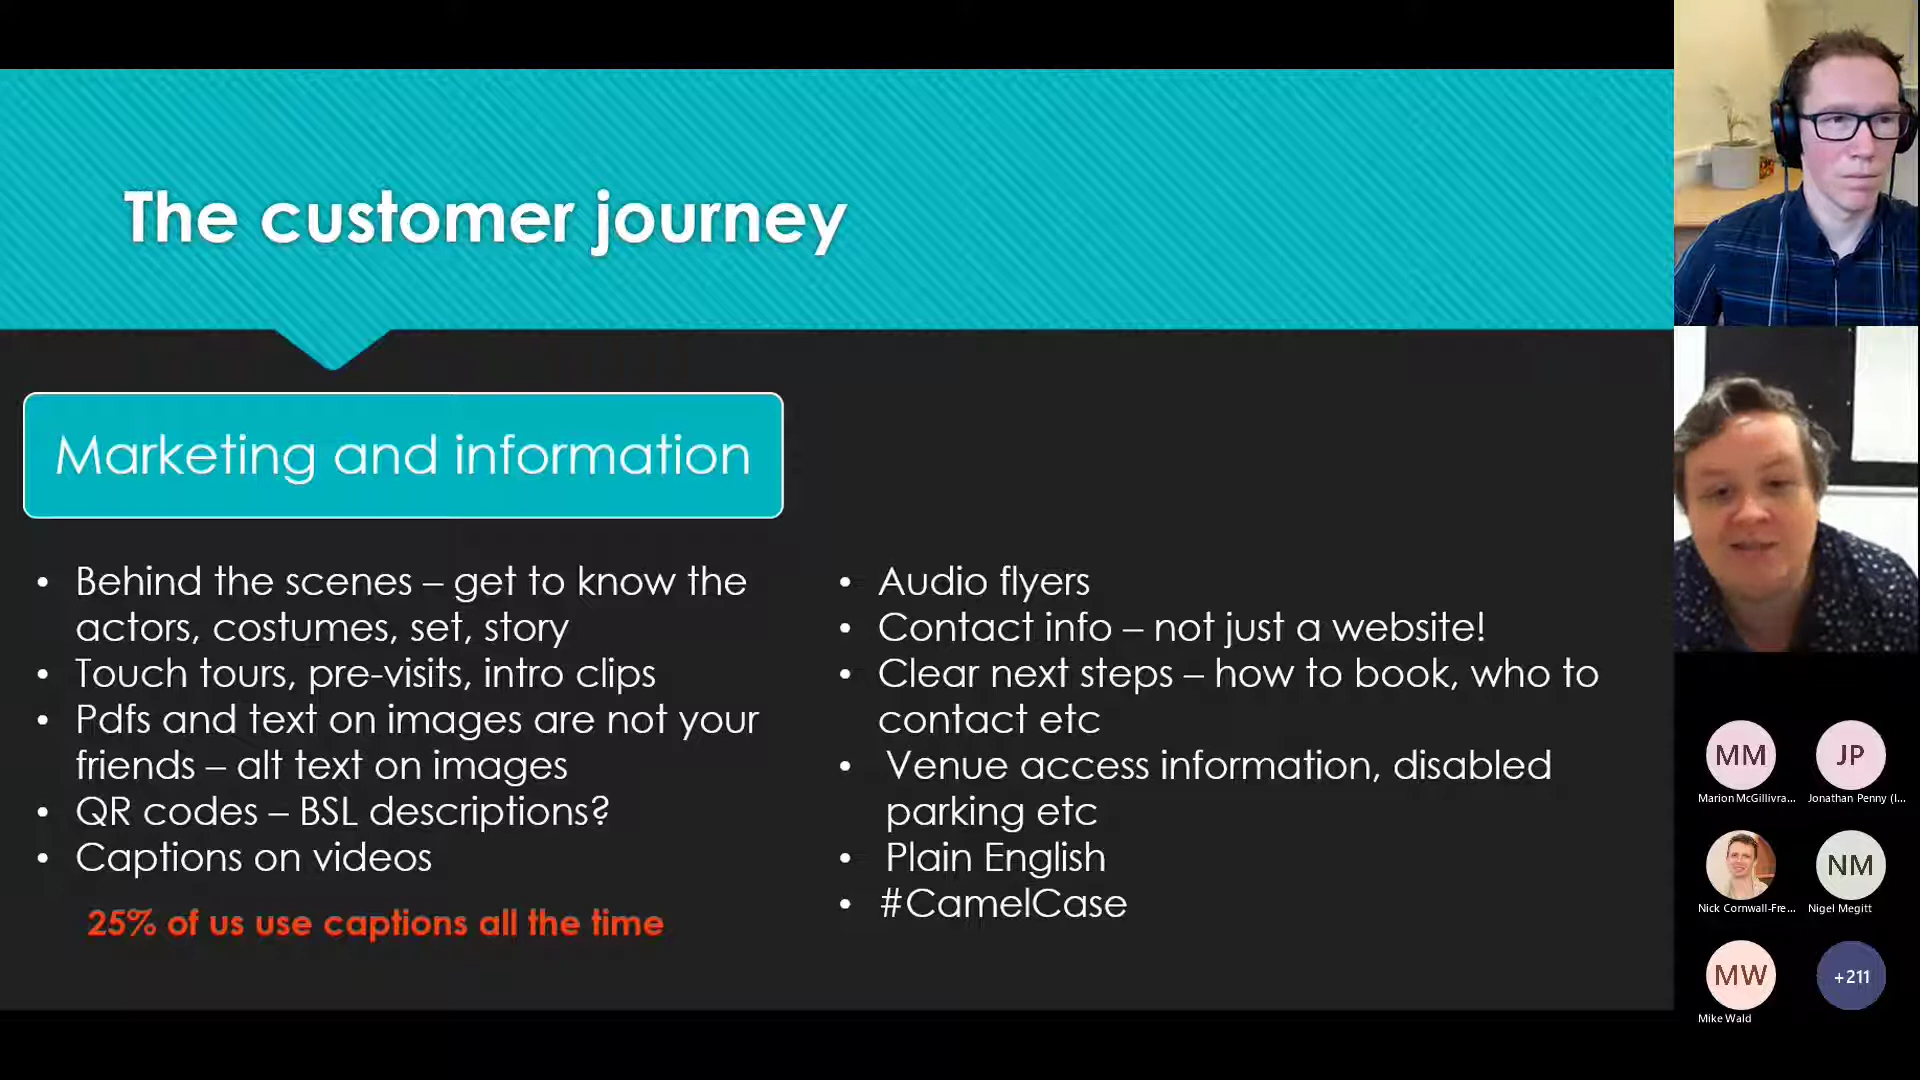 The customer journey
Marketing and information
• Behind the scenes – get to know the
actors, costumes, set, story
• Touch tours, pre-visits, intro clips
• Pdfs and text on images are not your
friends – alt text on images
• QR codes – BSL descriptions?
• Captions on videos
25% of us use captions all the time
• Audio flyers
• Contact info – not just a website!
• Clear next steps – how to book, who to
contact etc
• Venue access information, disabled
parking etc
• Plain English
• #CamelCase
MM
JP
Marion McGillivra...
Jonathan Penny (I...
NM
Nick Cornwall-Fre...
Nigel Megitt
MW
+211
Mike Wald